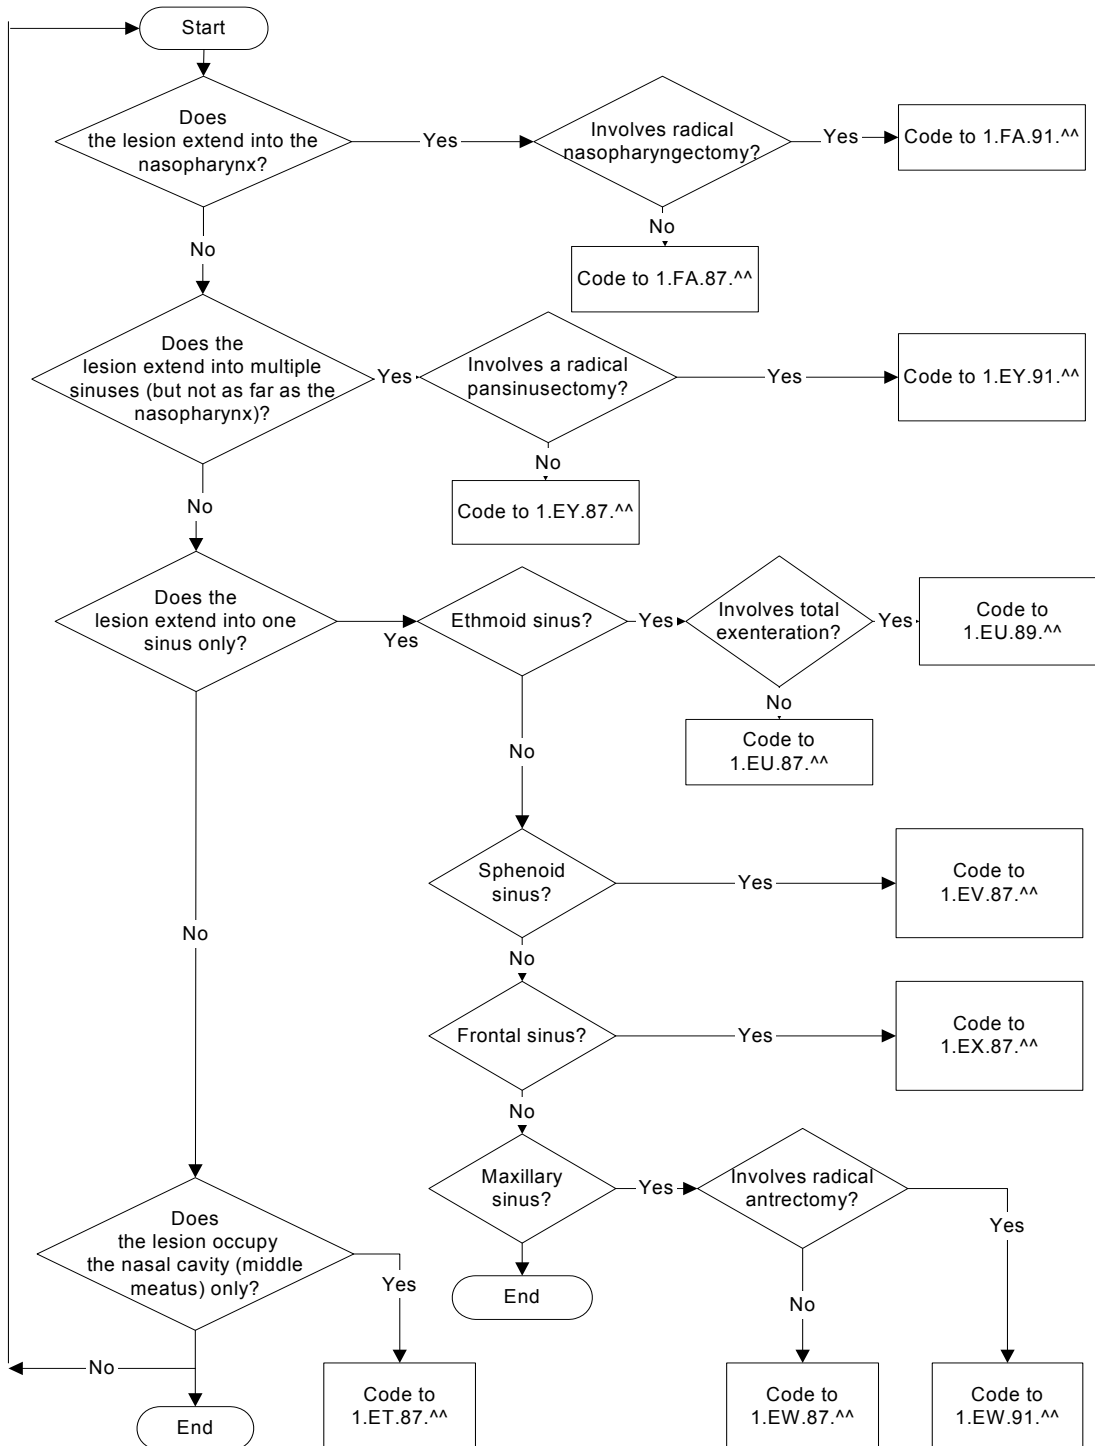 Start
Does
the lesion extend into the
nasopharynx?
Yes
Involves radical
nasopharyngectomy?
Yes
Code to 1.FA.91.^^
No
Code to 1.FA.87.^^
No
Does the
lesion extend into multiple
sinuses (but not as far as the
nasopharynx)?
Yes
Involves a radical
pansinusectomy?
Yes
Code to 1.EY.91.^^
No
Code to 1.EY.87.^^
No
Does the
lesion extend into one
sinus only?
Yes
Ethmoid sinus?
Yes
Involves total
exenteration?
Yes
Code to
1.EU.89.^^
No
Code to
1.EU.87.^^
No
Sphenoid
sinus?
Yes
Code to
1.EV.87.^^
No
No
Frontal sinus?
Yes
Code to
1.EX.87.^^
No
Maxillary
sinus?
Yes
Involves radical
antrectomy?
Yes
No
End
Does
the lesion occupy
the nasal cavity (middle
meatus) only?
Yes
No
Code to
1.ET.87.^^
Code to
1.EW.87.^^
Code to
1.EW.91.^^
End